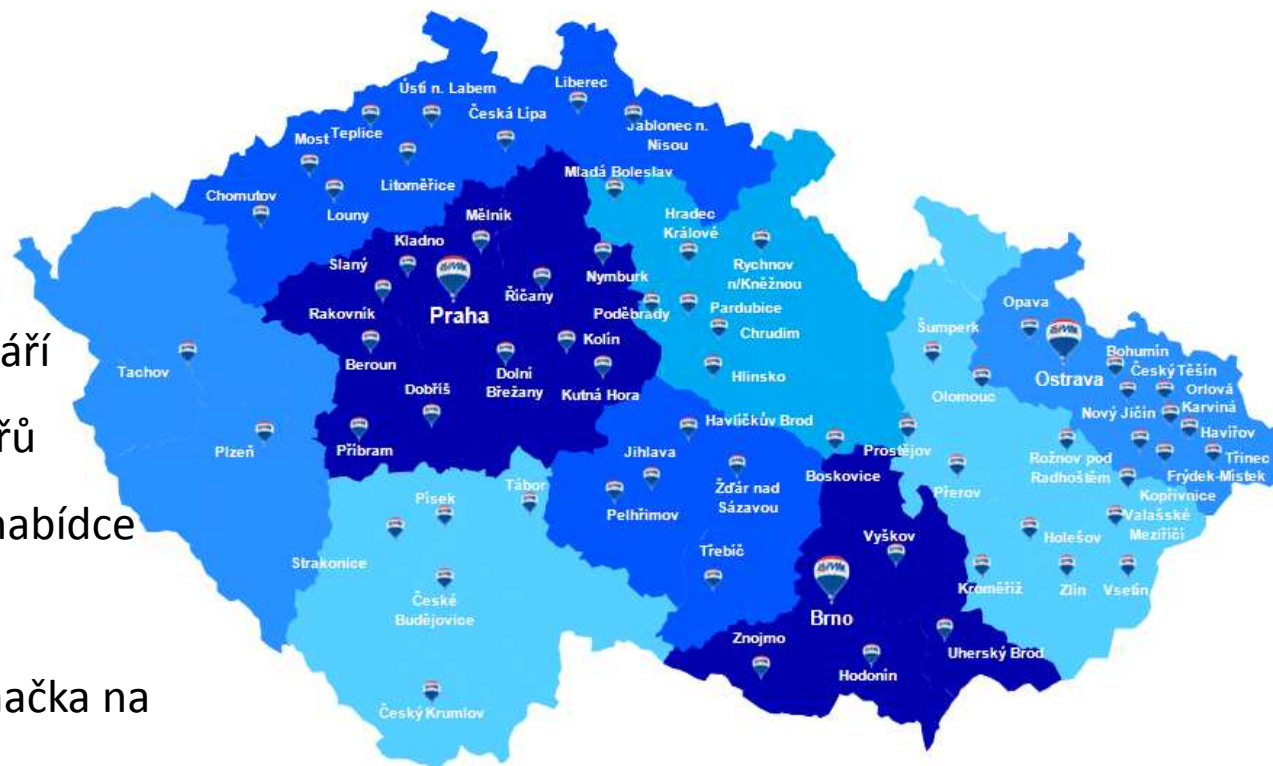 Liberec
Ústi n. Labem
Česká Lipa
Teplice
Jablonec n.
Nisou
Most
Litoměřice
Mladá Boleslav
Chomutov
Louny
Mělník
Hradec
Králové
Kladno
Slaný
Nymburk
Rychnov
n/Kněžnou
Říčany
Rakovník
Praha
Poděbrady
Pardubice
Opava
Chrudim
Šumperk
Kolín
Bohumín
áří
Beroun
Český Těšín
Tachov
Dolní
Břežany
Hlinsko
Ostrava
Dobříš
Kutná Hora
Olomouc
Orlová
Karviná
Nový Jičín
Havlíčkův Brod
řů
Příbram
Plzeň
Prostějov
Havířov
Jihlava
Rožnov pod
Radhoštěm
Třinec
Boskovice
Frýdek-Místek
Tábor
Žďár nad
Sázavou
Přerov
Písek
Pelhřimov
Kopřivnice
nabídce
Valašské
Meziříčí
Vyškov
Holešov
Třebíč
Strakonice
Kroměříž
Zlín
Vsetín
České
Budějovice
Brno
Znojmo
Uherský Brod
Hodonín
načka na
Český Krumlov